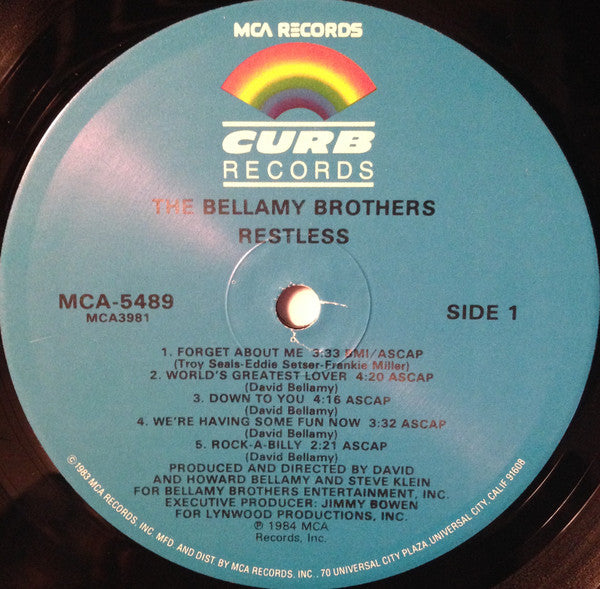 MCA RECORDS
CURB
RECORDS
THE BELLAMY BROTHERS
RESTLESS
MCA-5489
MCA3981
SIDE 1
1. FORGET ABOUT ME 3:33 BMI/ASCAP
(Troy Seals-Eddie Setser-Frankie Miller)
2. WORLD'S GREATEST LOVER 4:20 ASCAP
(David Bellamy)
3. DOWN TO YOU 4:16 ASCAP
(David Bellamy)
4. WE'RE HAVING SOME FUN NOW 3:32 ASCAP
(David Bellamy)
5. ROCK-A-BILLY 2:21 ASCAP
(David Bellamy)
PRODUCED AND DIRECTED BY DAVID
AND HOWARD BELLAMY AND STEVE KLEIN
FOR BELLAMY BROTHERS ENTERTAINMENT, INC.
EXECUTIVE PRODUCER: JIMMY BOWEN
FOR LYNWOOD PRODUCTIONS, INC.
℗ 1984 MCA
Records, Inc.
© 1983 MCA RECORDS, INC. MFD. AND DIST BY MCA RECORDS. INC., 70 UNIVERSAL CITY PLAZA, UNIVERSAL CITY, CALIF 91608